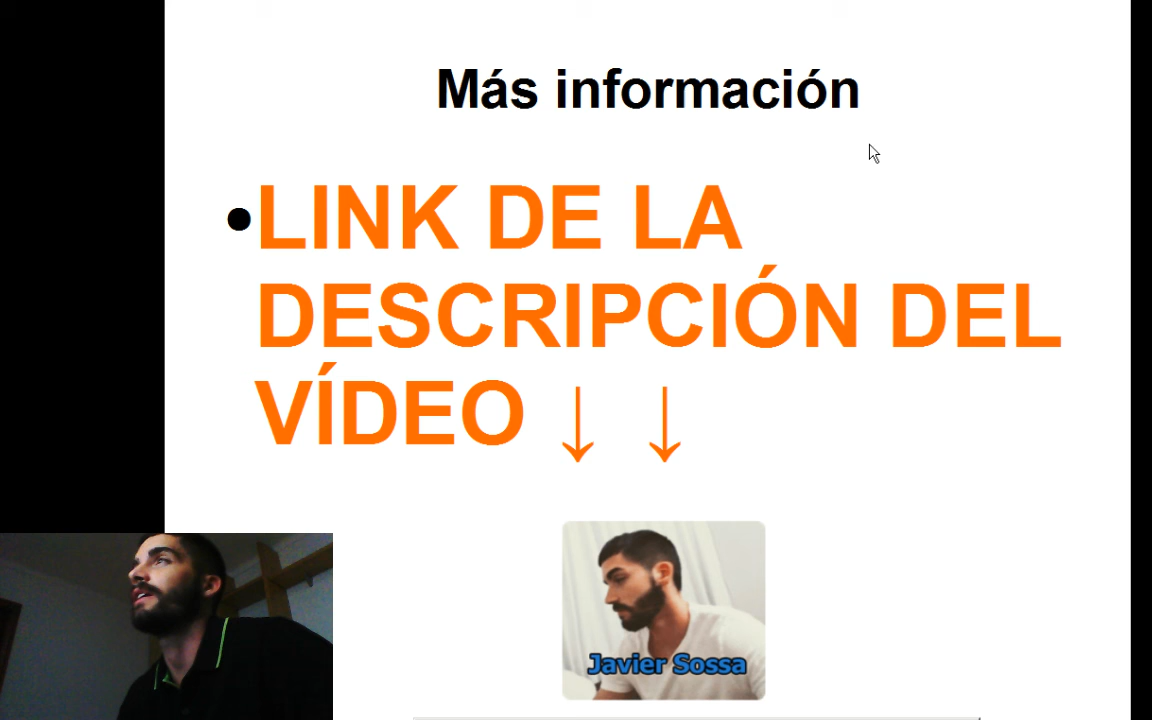 Más información
•LINK DE LA
DESCRIPCIÓN DEL
VÍDEO ↓ ↓
Javier Sossa